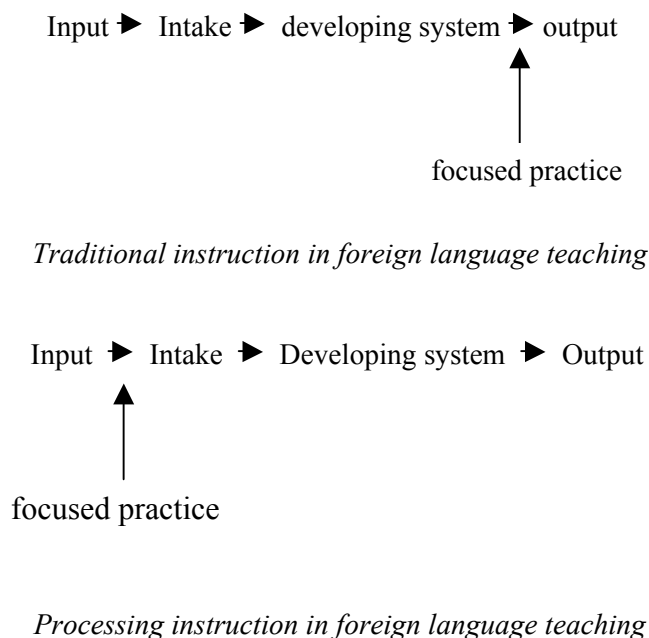 Input Intake developing system output
focused practice
Traditional instruction in foreign language teaching
Input Intake Developing system Output
focused practice
Processing instruction in foreign language teaching